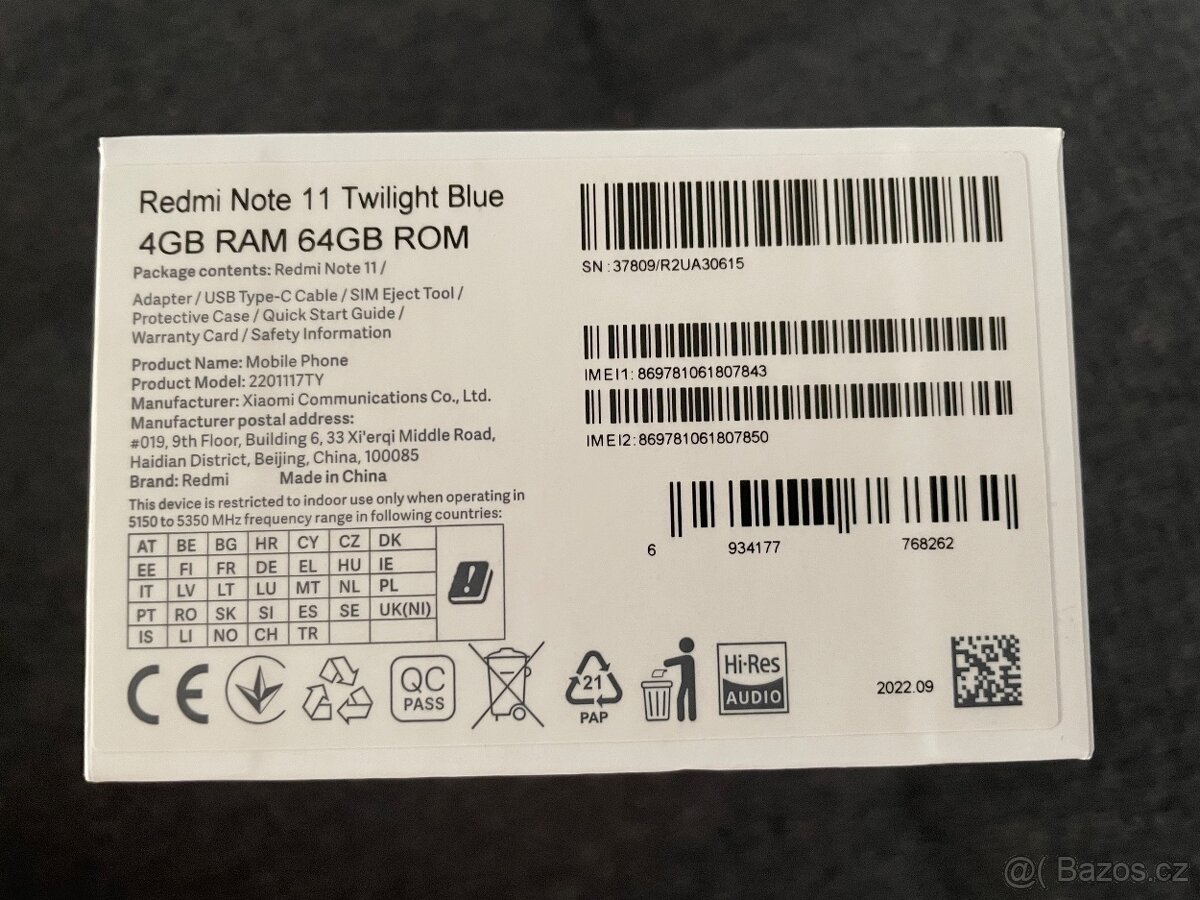 Redmi Note 11 Twilight Blue
4GB RAM 64GB ROM
Package contents: Redmi Note 11 /
Adapter / USB Type-C Cable / SIM Eject Tool /
Protective Case / Quick Start Guide /
Warranty Card / Safety Information
Product Name: Mobile Phone
Product Model: 2201117TY
Manufacturer: Xiaomi Communications Co., Ltd.
Manufacturer postal address:
#019, 9th Floor, Building 6, 33 Xi'erqi Middle Road,
Haidian District, Beijing, China, 100085
Brand: Redmi Made in China
This device is restricted to indoor use only when operating in
5150 to 5350 MHz frequency range in following countries:
AT BE BG HR CY CZ DK
EE FI FR DE EL HU IE
IT LV LT LU MT NL PL
PT RO SK SI ES SE UK(NI)
IS LI NO CH TR
CE
QC
PASS
21
PAP
Hi-Res
AUDIO
SN : 37809/R2UA30615
IMEI1: 869781061807843
IMEI2: 869781061807850
6 934177 768262
2022.09
@( Bazos.cz